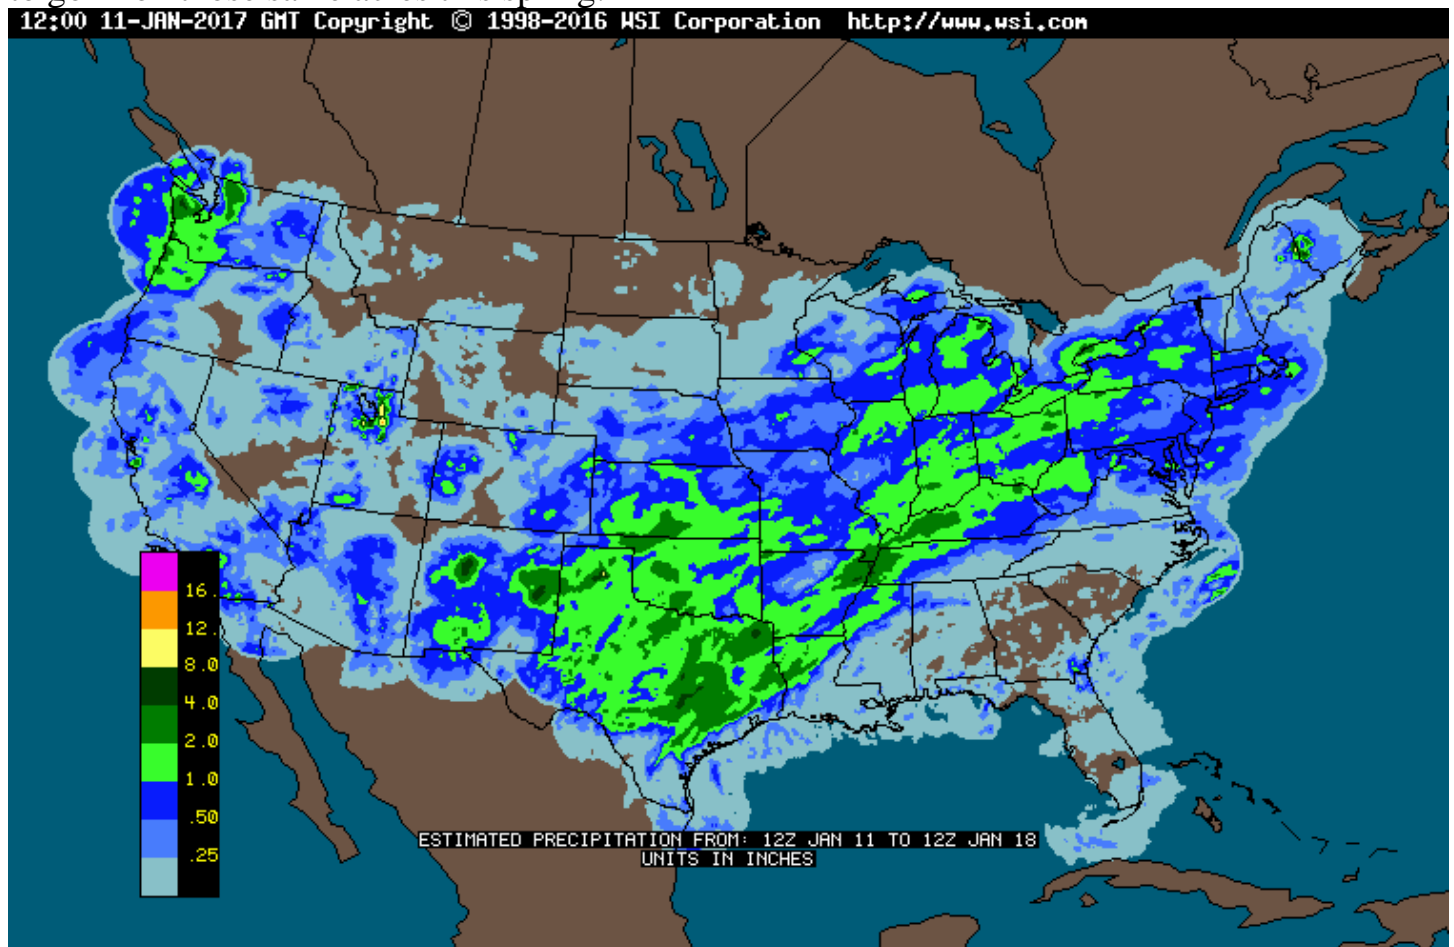 12:00 11-JAN-2017 GMT Copyright © 1998-2016 WSI Corporation http://www.wsi.com
16.
12.
8.0
4.0
2.0
1.0
.50
.25
ESTIMATED PRECIPITATION FROM: 12Z JAN 11 TO 12Z JAN 18
UNITS IN INCHES